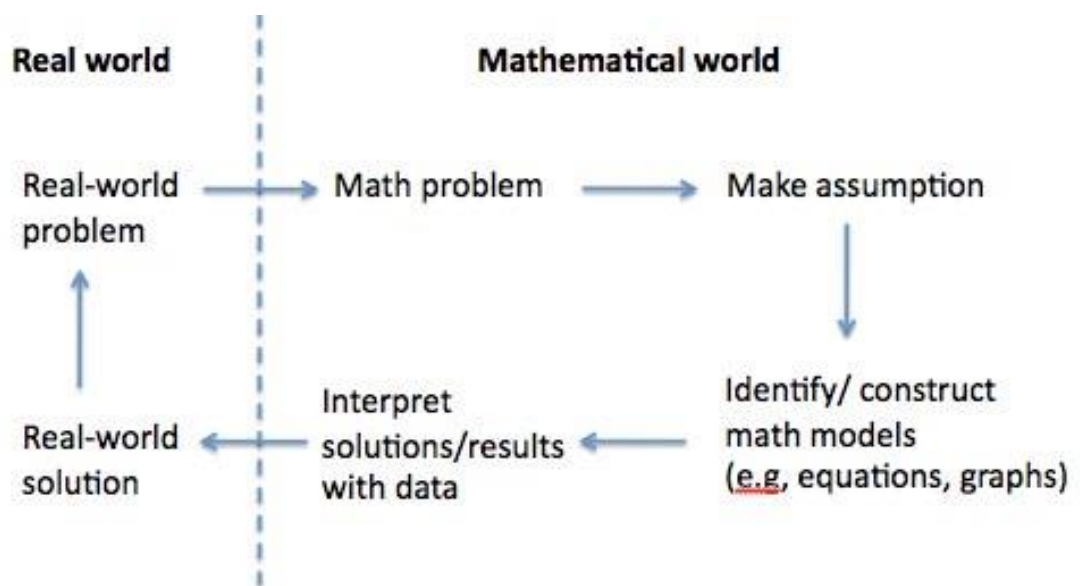 Real world
Mathematical world
Real-world
problem
Math problem
Make assumption
Identify/ construct
math models
(e.g, equations, graphs)
Interpret
solutions/results
with data
Real-world
solution